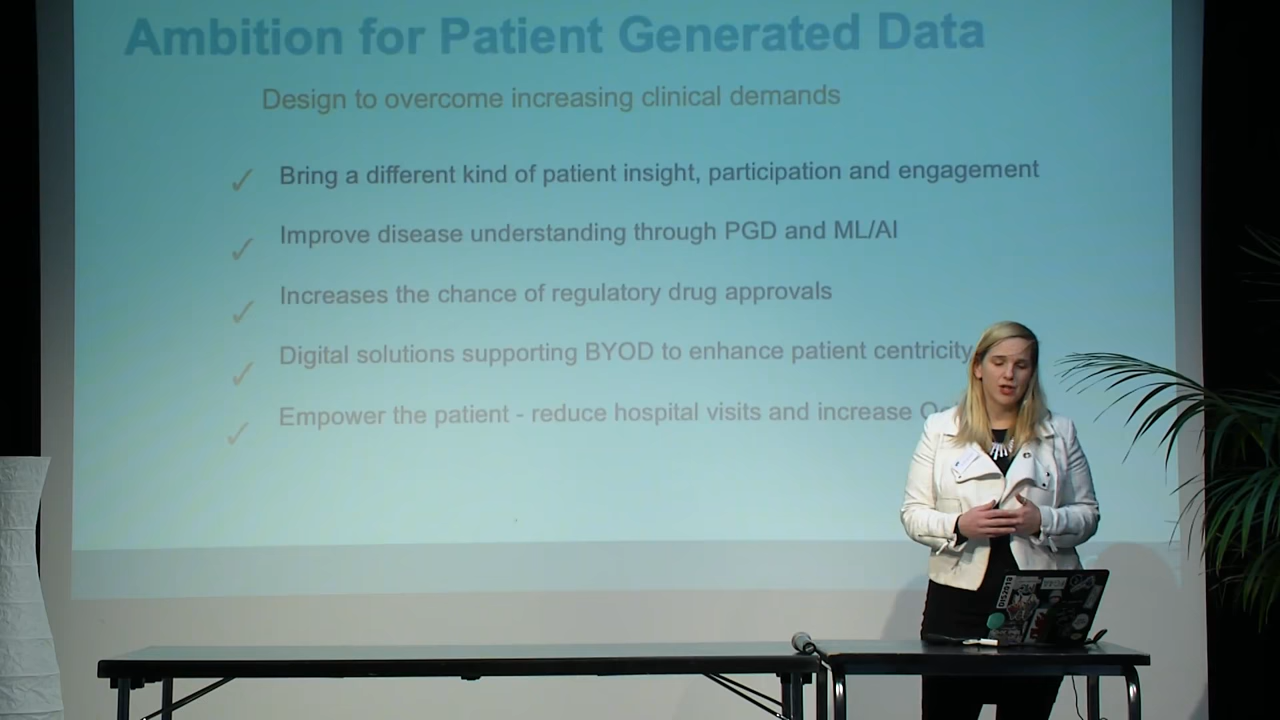 Ambition for Patient Generated Data
Design to overcome increasing clinical demands
✓ Bring a different kind of patient insight, participation and engagement
✓ Improve disease understanding through PGD and ML/AI
✓ Increases the chance of regulatory drug approvals
✓ Digital solutions supporting BYOD to enhance patient centricity
✓ Empower the patient - reduce hospital visits and increase